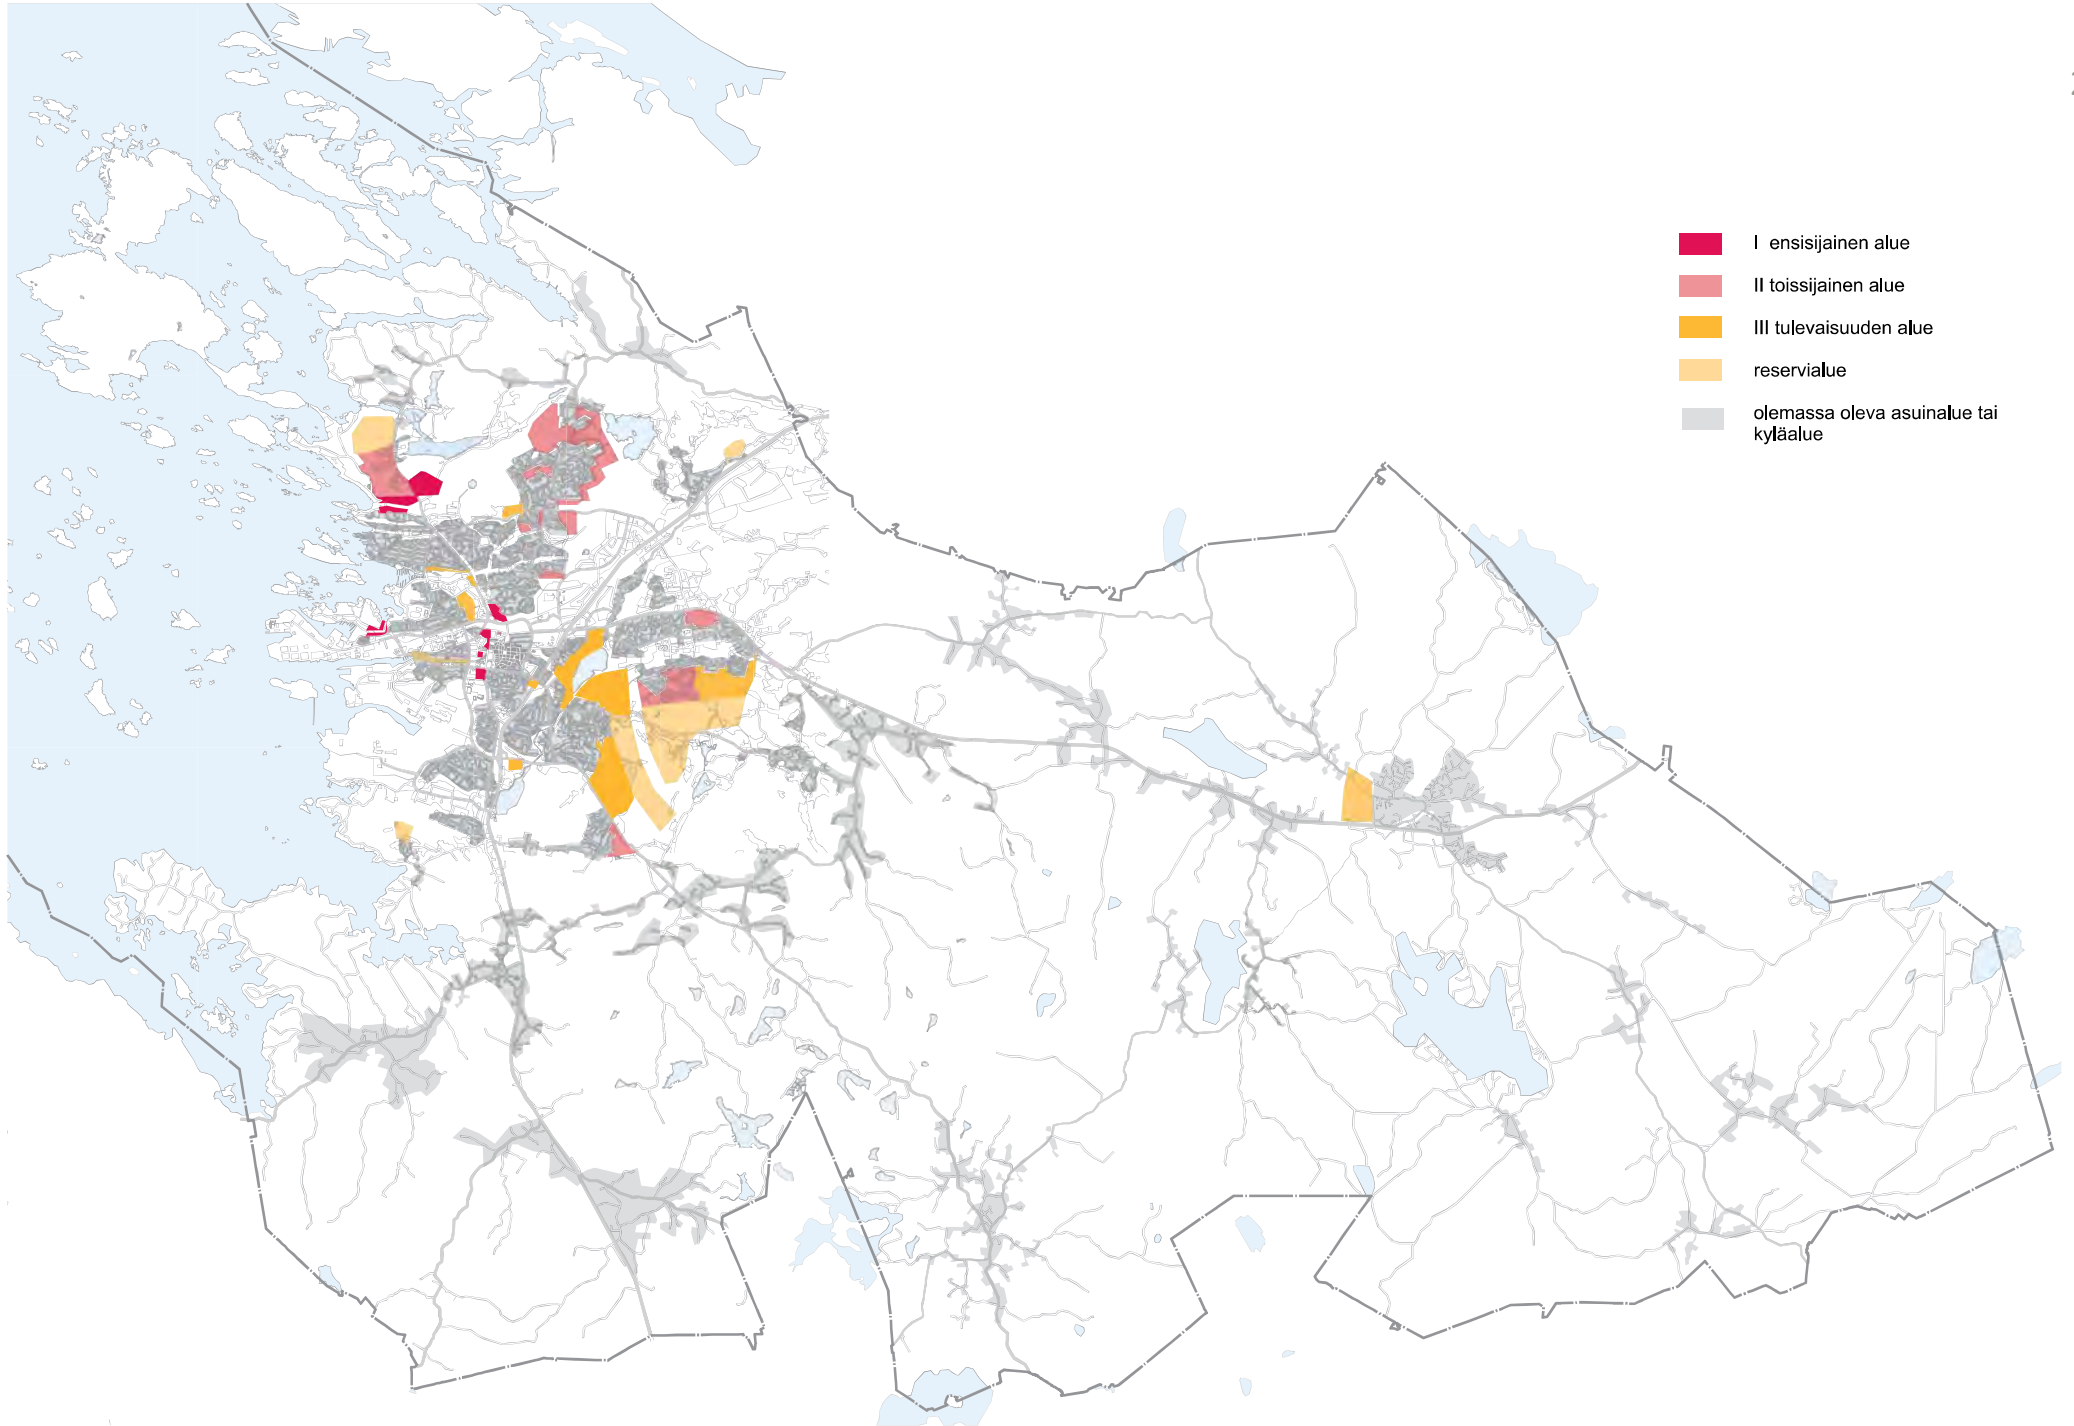 I ensisijainen alue
II toissijainen alue
III tulevaisuuden alue
reservialue
olemassa oleva asuinalue tai
kyläalue